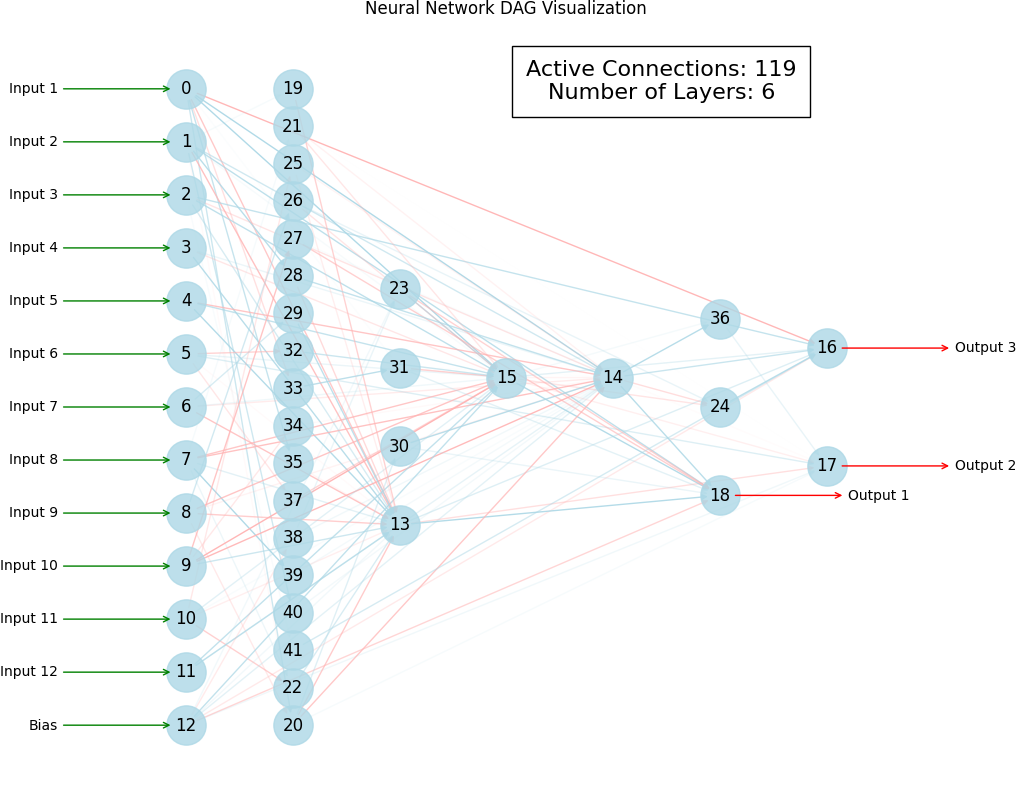 Neural Network DAG Visualization
Active Connections: 119
Number of Layers: 6
Input 1
Input 2
Input 3
Input 4
Input 5
Input 6
Input 7
Input 8
Input 9
Input 10
Input 11
Input 12
Bias
0
1
2
3
4
5
6
7
8
9
10
11
12
19
21
25
26
27
28
29
32
33
34
35
37
38
39
40
41
22
20
23
31
30
13
15
14
36
24
18
16
17
Output 3
Output 2
Output 1